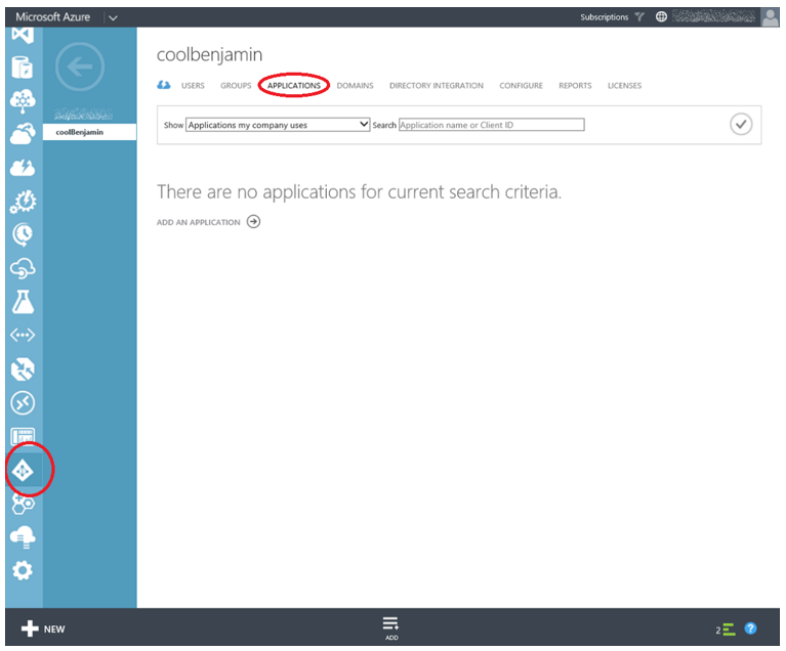 Microsoft Azure
Subscriptions
coolbenjamin
USERS GROUPS APPLICATIONS DOMAINS DIRECTORY INTEGRATION CONFIGURE REPORTS LICENSES
coolBenjamin
Show Applications my company uses Search Application name or Client ID
There are no applications for current search criteria.
ADD AN APPLICATION
NEW
ADD
2
?